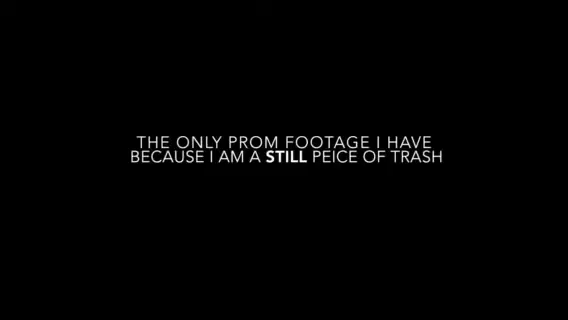 THE ONLY PROM FOOTAGE I HAVE
BECAUSE I AM A STILL PEICE OF TRASH